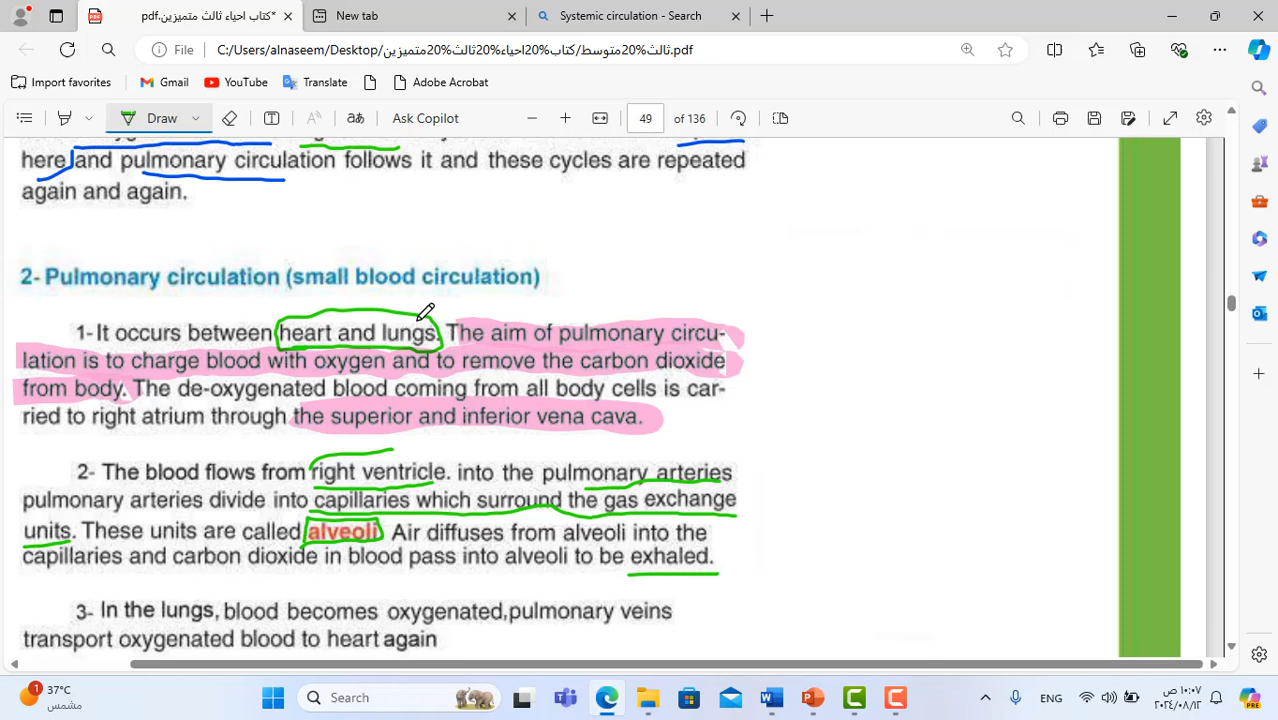 كتاب احياء ثالث متميزين.pdf*
New tab
Systemic circulation - Search
File
C:/Users/alnaseem/Desktop/ثالث%20متوسط/كتاب%20احياء%20ثالث%20متميزين.pdf
Import favorites
Gmail
YouTube
Translate
Adobe Acrobat
Draw
Ask Copilot
49
of 136
here and pulmonary circulation follows it and these cycles are repeated
again and again.
2- Pulmonary circulation (small blood circulation)
1- It occurs between heart and lungs. The aim of pulmonary circu-
lation is to charge blood with oxygen and to remove the carbon dioxide
from body. The de-oxygenated blood coming from all body cells is car-
ried to right atrium through the superior and inferior vena cava.
2- The blood flows from right ventricle. into the pulmonary arteries
pulmonary arteries divide into capillaries which surround the gas exchange
units. These units are called alveoli Air diffuses from alveoli into the
capillaries and carbon dioxide in blood pass into alveoli to be exhaled.
3- In the lungs, blood becomes oxygenated,pulmonary veins
transport oxygenated blood to heart again
1
37°C
مشمس
Search
ENG
١٠:٠٧ ص
٢٠٢٤/٠٨/١٢
PRE